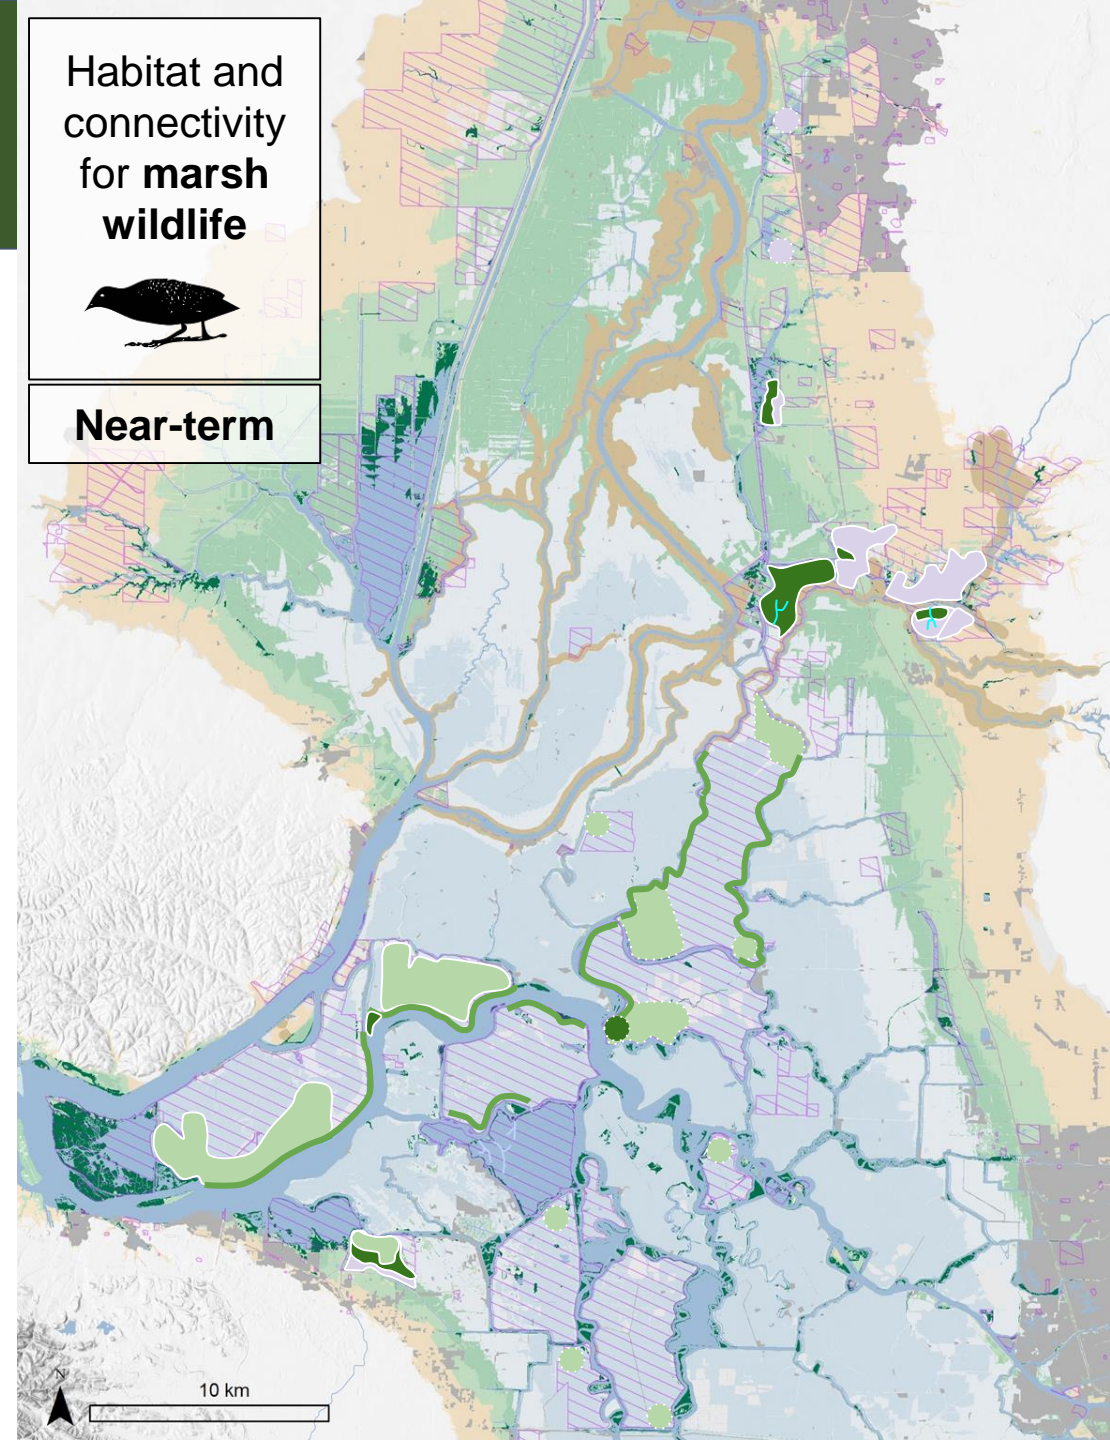 Habitat and
connectivity
for marsh
wildlife
Near-term
N
10 km